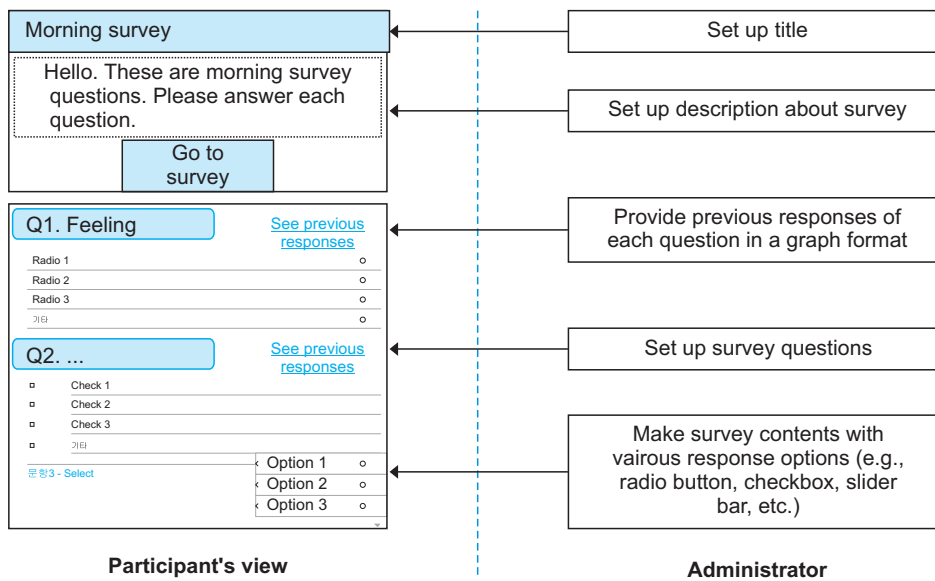 Morning survey
Hello. These are morning survey
questions. Please answer each
question.
Go to
survey
Q1. Feeling
See previous
responses
Radio 1
Radio 2
Radio 3
기타
Q2. ...
See previous
responses
Check 1
Check 2
Check 3
기타
문항3 - Select
Option 1
Option 2
Option 3
Participant's view
Set up title
Set up description about survey
Provide previous responses of
each question in a graph format
Set up survey questions
Make survey contents with
vairous response options (e.g.,
radio button, checkbox, slider
bar, etc.)
Administrator